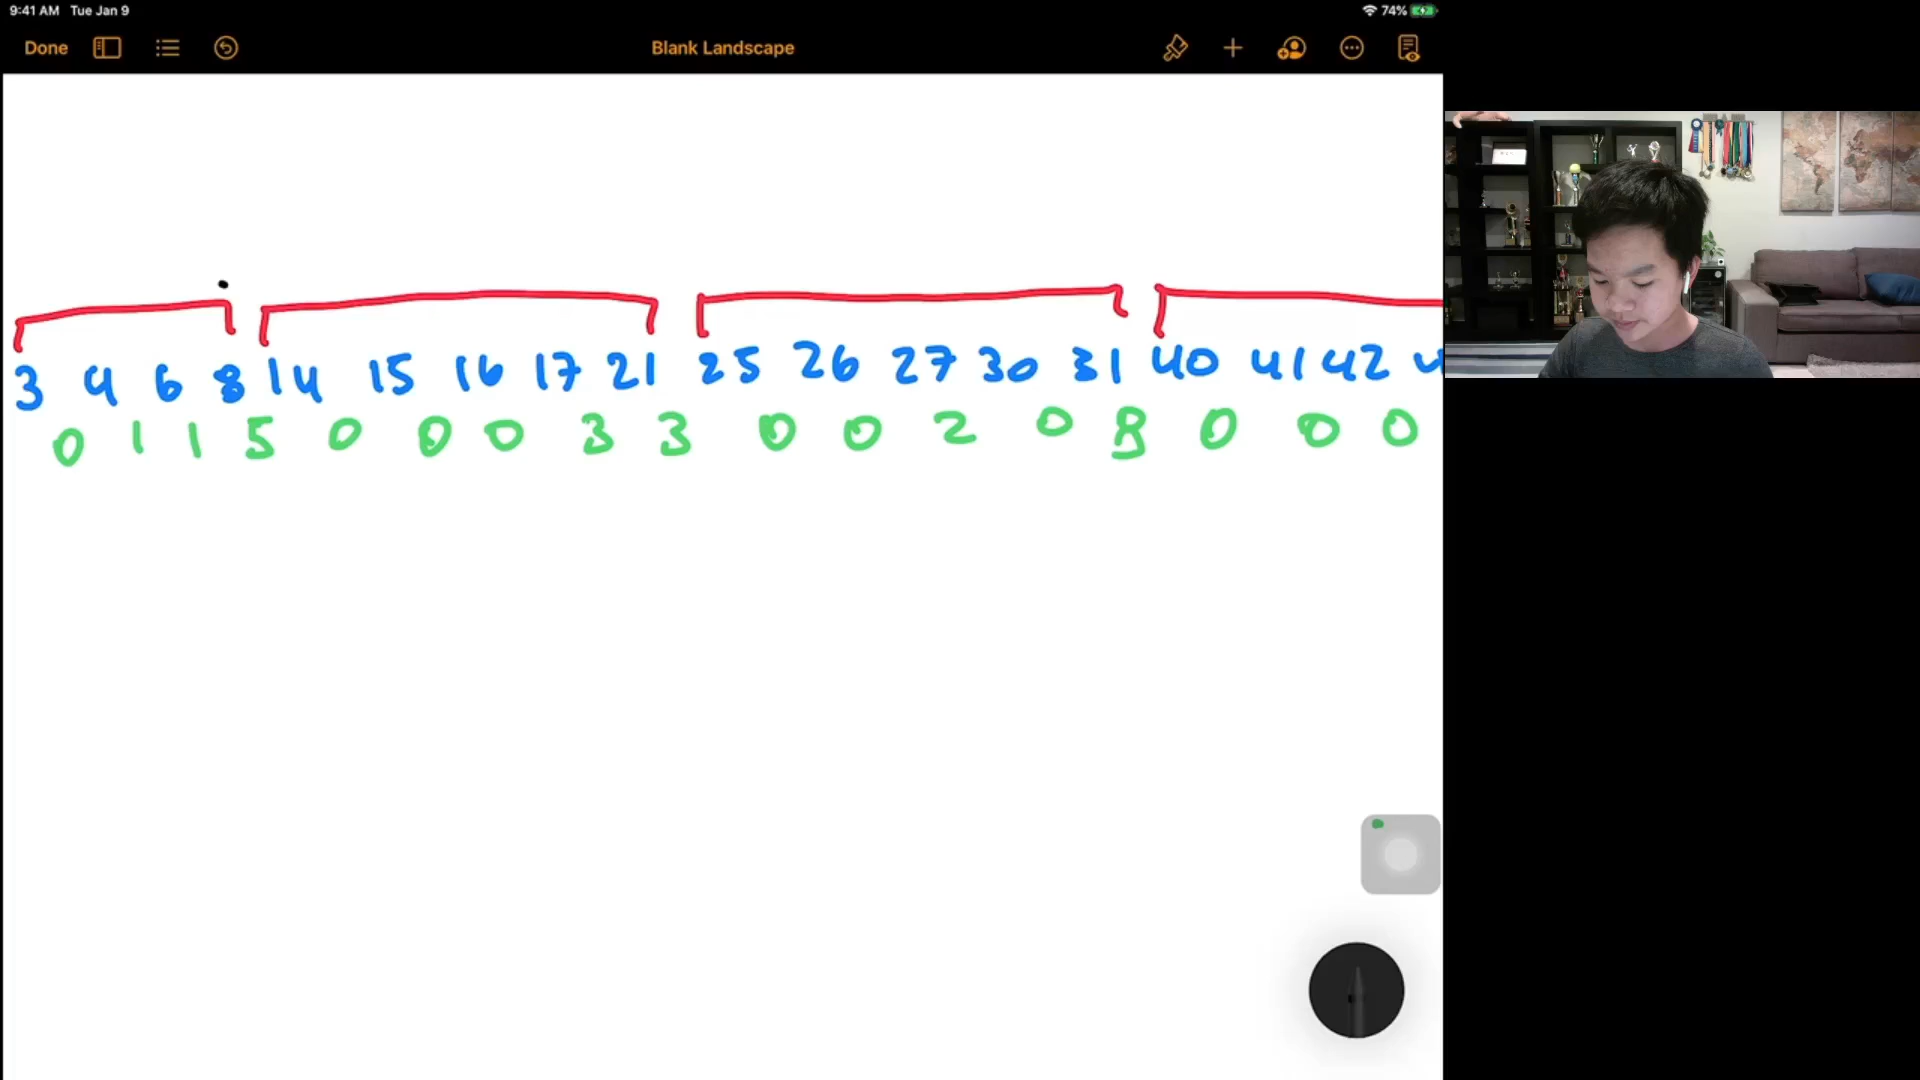 9:41 AM Tue Jan 9 74%
Done Blank Landscape
3 4 6 8 14 15 16 17 21 25 26 27 30 31 40 41 42
0 1 1 5 0 0 0 3 3 0 0 2 0 8 0 0 0